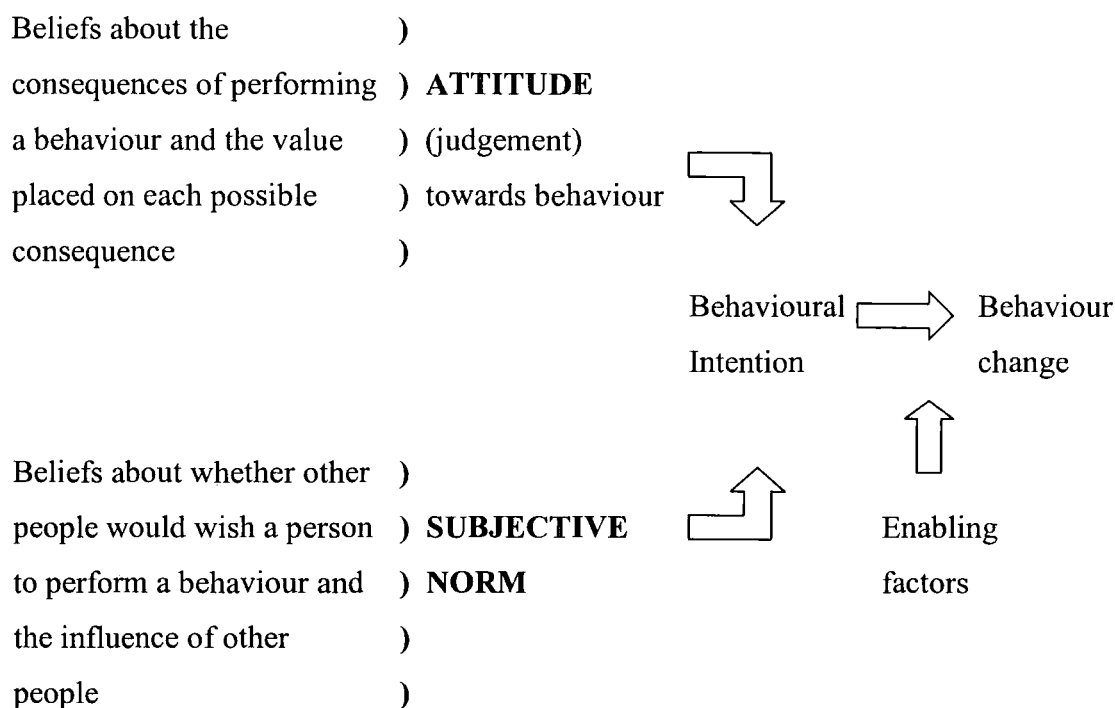 Beliefs about the )
consequences of performing ) ATTITUDE
a behaviour and the value ) (judgement)
placed on each possible ) towards behaviour
consequence )
Behavioural Behaviour
Intention change
Beliefs about whether other )
people would wish a person ) SUBJECTIVE Enabling
to perform a behaviour and ) NORM factors
the influence of other )
people )